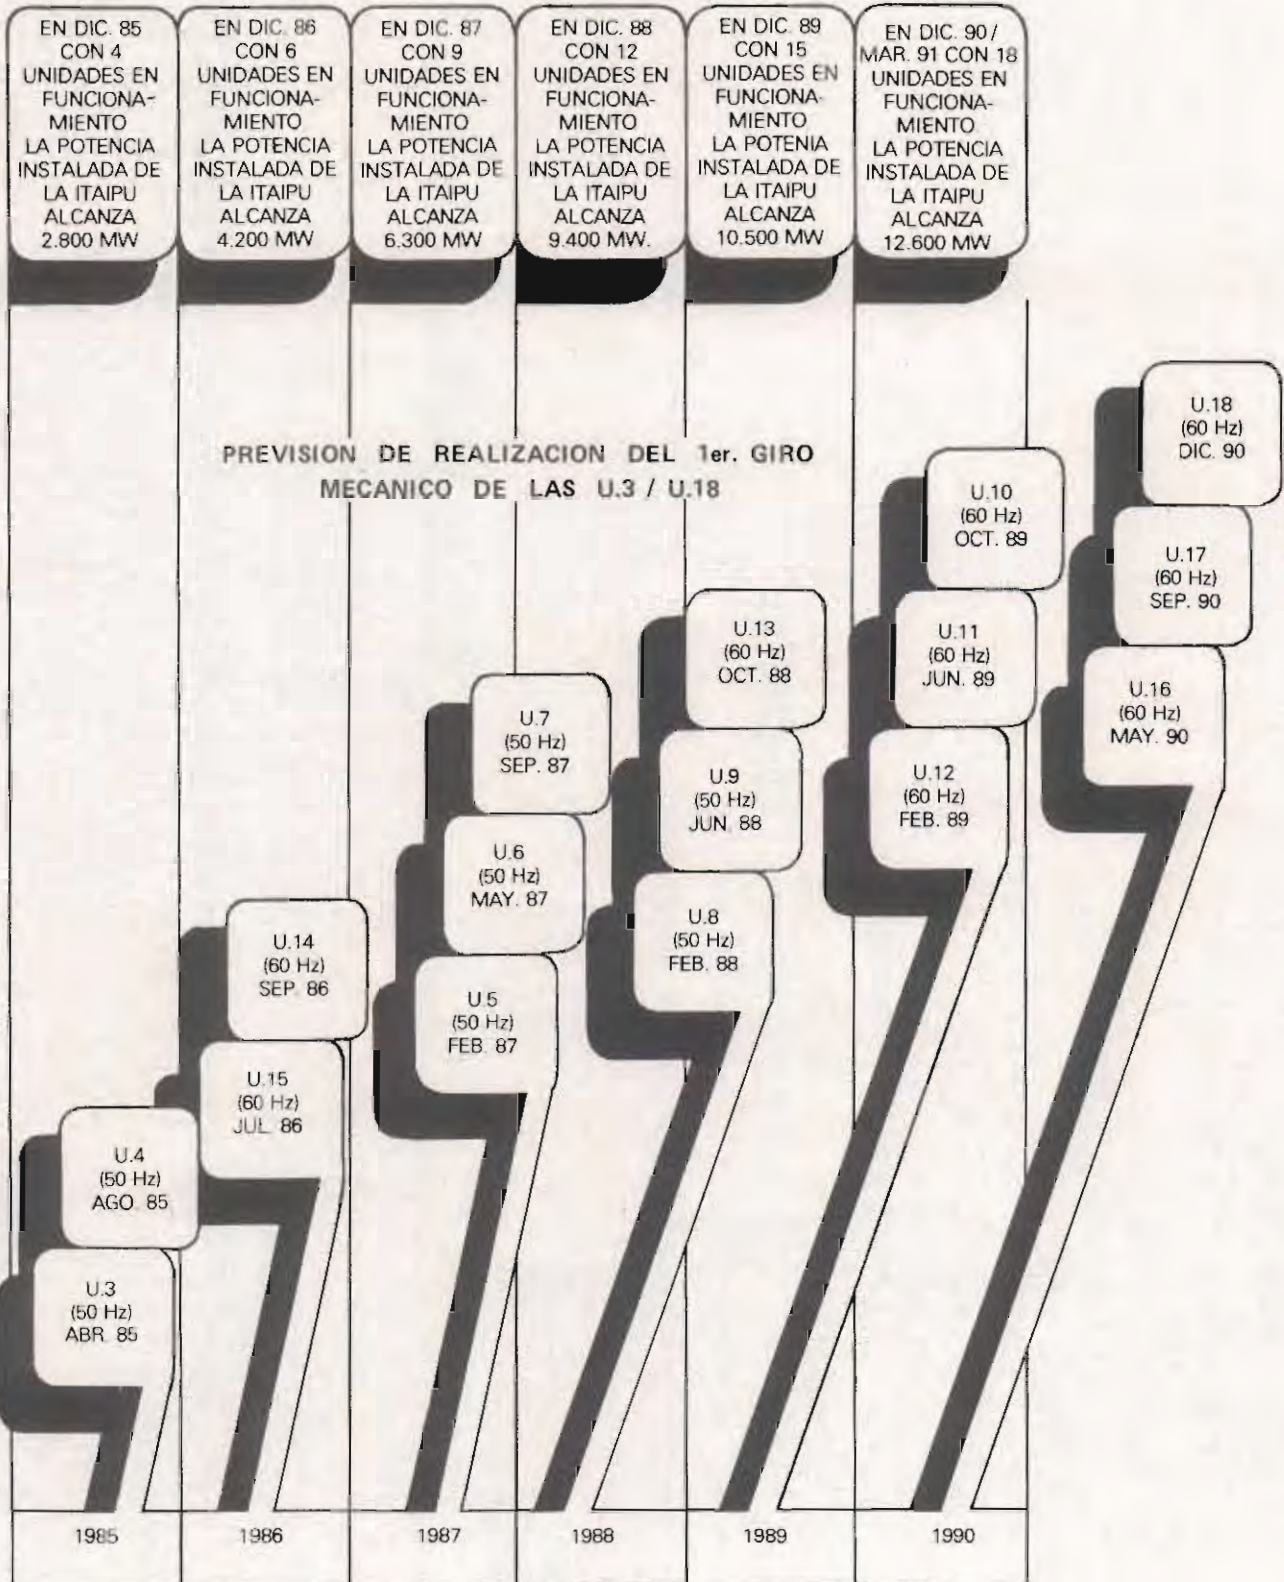 EN DIC. 85
CON 4
UNIDADES EN
FUNCIONA-
MIENTO
LA POTENCIA
INSTALADA DE
LA ITAIPU
ALCANZA
2.800 MW
EN DIC. 86
CON 6
UNIDADES EN
FUNCIONA-
MIENTO
LA POTENCIA
INSTALADA DE
LA ITAIPU
ALCANZA
4.200 MW
EN DIC. 87
CON 9
UNIDADES EN
FUNCIONA-
MIENTO
LA POTENCIA
INSTALADA DE
LA ITAIPU
ALCANZA
6.300 MW
EN DIC. 88
CON 12
UNIDADES EN
FUNCIONA-
MIENTO
LA POTENCIA
INSTALADA DE
LA ITAIPU
ALCANZA
9.400 MW.
EN DIC. 89
CON 15
UNIDADES EN
FUNCIONA-
MIENTO
LA POTENIA
INSTALADA DE
LA ITAIPU
ALCANZA
10.500 MW
EN DIC. 90/
MAR. 91 CON 18
UNIDADES EN
FUNCIONA-
MIENTO
LA POTENCIA
INSTALADA DE
LA ITAIPU
ALCANZA
12.600 MW
PREVISION DE REALIZACION DEL 1er. GIRO
MECANICO DE LAS U.3 / U.18
U.4
(50 Hz)
AGO. 85
U.3
(50 Hz)
ABR. 85
U.14
(60 Hz)
SEP. 86
U.15
(60 Hz)
JUL. 86
U.7
(50 Hz)
SEP. 87
U.6
(50 Hz)
MAY. 87
U.5
(50 Hz)
FEB. 87
U.13
(60 Hz)
OCT. 88
U.9
(50 Hz)
JUN. 88
U.8
(50 Hz)
FEB. 88
U.10
(60 Hz)
OCT. 89
U.11
(60 Hz)
JUN. 89
U.12
(60 Hz)
FEB. 89
U.18
(60 Hz)
DIC. 90
U.17
(60 Hz)
SEP. 90
U.16
(60 Hz)
MAY. 90
1985
1986
1987
1988
1989
1990